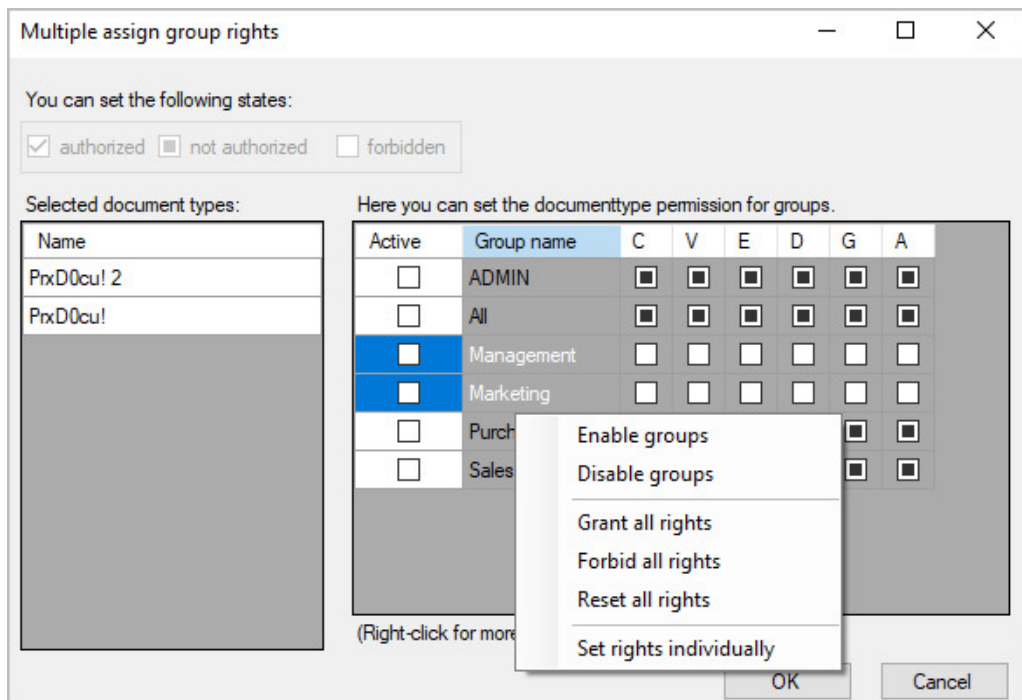 Multiple assign group rights
You can set the following states:
authorized not authorized forbidden
Selected document types:
Name
PrxD0cu! 2
PrxD0cu!
Here you can set the documenttype permission for groups.
Active Group name C V E D G A
ADMIN
All
Management
Marketing
Purch
Sales
Enable groups
Disable groups
Grant all rights
Forbid all rights
Reset all rights
Set rights individually
(Right-click for more
OK Cancel